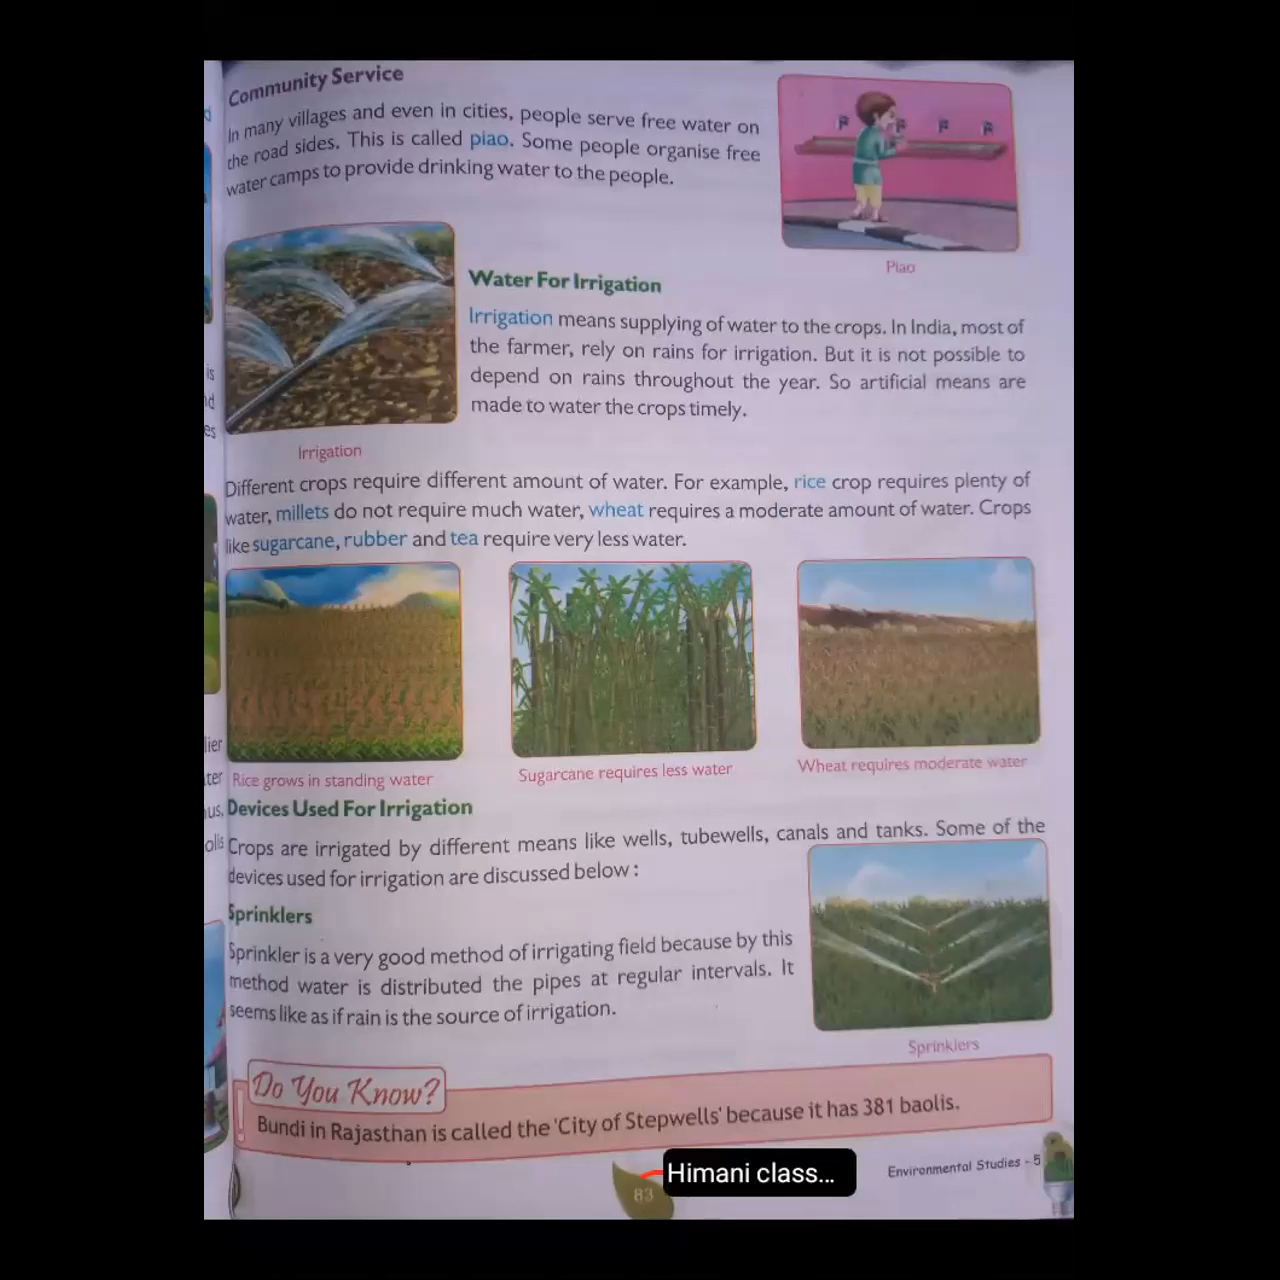 Community Service
In many villages and even in cities, people serve free water on
the road sides. This is called piao. Some people organise free
water camps to provide drinking water to the people.
Piao
Water For Irrigation
Irrigation means supplying of water to the crops. In India, most of
the farmer, rely on rains for irrigation. But it is not possible to
depend on rains throughout the year. So artificial means are
made to water the crops timely.
Irrigation
Different crops require different amount of water. For example, rice crop requires plenty of
water, millets do not require much water, wheat requires a moderate amount of water. Crops
like sugarcane, rubber and tea require very less water.
Rice grows in standing water
Sugarcane requires less water
Wheat requires moderate water
Devices Used For Irrigation
Crops are irrigated by different means like wells, tubewells, canals and tanks. Some of the
devices used for irrigation are discussed below :
Sprinklers
Sprinkler is a very good method of irrigating field because by this
method water is distributed the pipes at regular intervals. It
seems like as if rain is the source of irrigation.
Sprinklers
Do You Know?
Bundi in Rajasthan is called the 'City of Stepwells' because it has 381 baolis.
Himani class...
83
Environmental Studies - 5